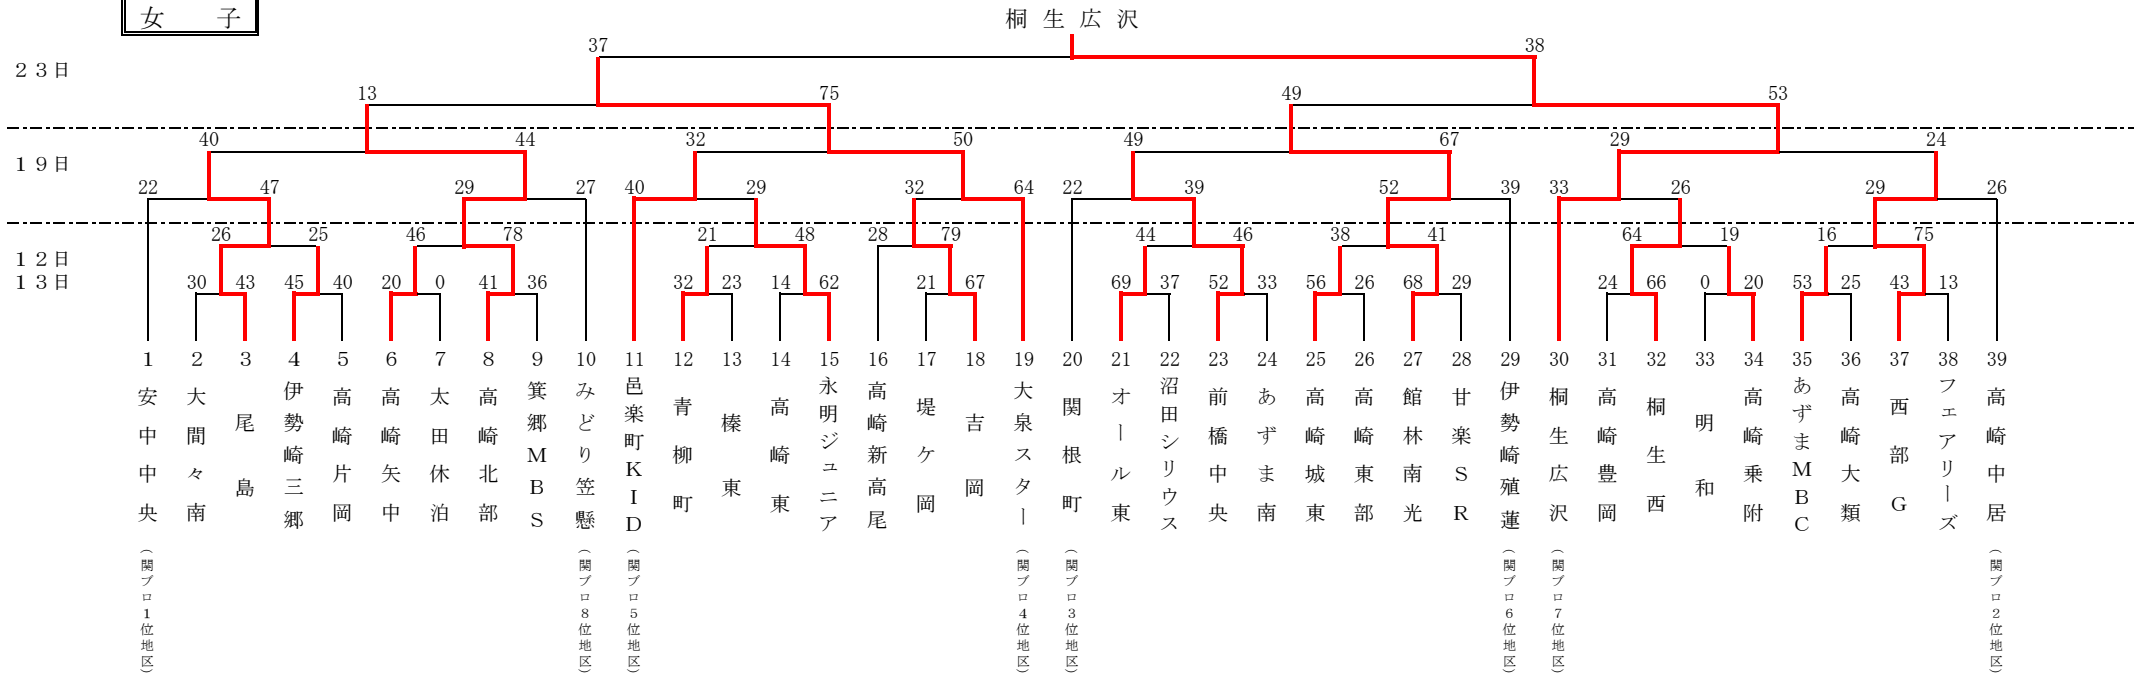 女　子
桐生広沢
37 38
２３日
13 75 49 53
40 44 32 50 49 67 29 24
１９日
22 47 29 27 40 29 32 64 22 39 52 39 33 26 29 26
26 25 46 78 21 48 28 79 44 46 38 41 64 19 16 75
１２日
１３日
30 43 45 40 20 0 41 36 32 23 14 62 21 67 69 37 52 33 56 26 68 29 24 66 0 20 53 25 43 13
1 2 3 4 5 6 7 8 9 10 11 12 13 14 15 16 17 18 19 20 21 22 23 24 25 26 27 28 29 30 31 32 33 34 35 36 37 38 39
安中中央
大間々南
尾島
伊勢崎三郷
高崎片岡
高崎矢中
太田休泊
高崎北部
箕郷ＭＢＳ
みどり笠懸
邑楽町ＫＩＤ
青柳町
榛東
高崎東
永明ジュニア
高崎新高尾
堤ケ岡
吉岡
大泉スター
関根町
オール東
沼田シリウス
前橋中央
あずま南
高崎城東
高崎東部
館林南光
甘楽ＳＲ
伊勢崎殖蓮
桐生広沢
高崎豊岡
桐生西
明和
高崎乗附
あずまＭＢＣ
高崎大類
西部Ｇ
フェアリーズ
高崎中居
（関ブロ１位地区）
（関ブロ８位地区）
（関ブロ５位地区）
（関ブロ４位地区）
（関ブロ３位地区）
（関ブロ６位地区）
（関ブロ７位地区）
（関ブロ２位地区）